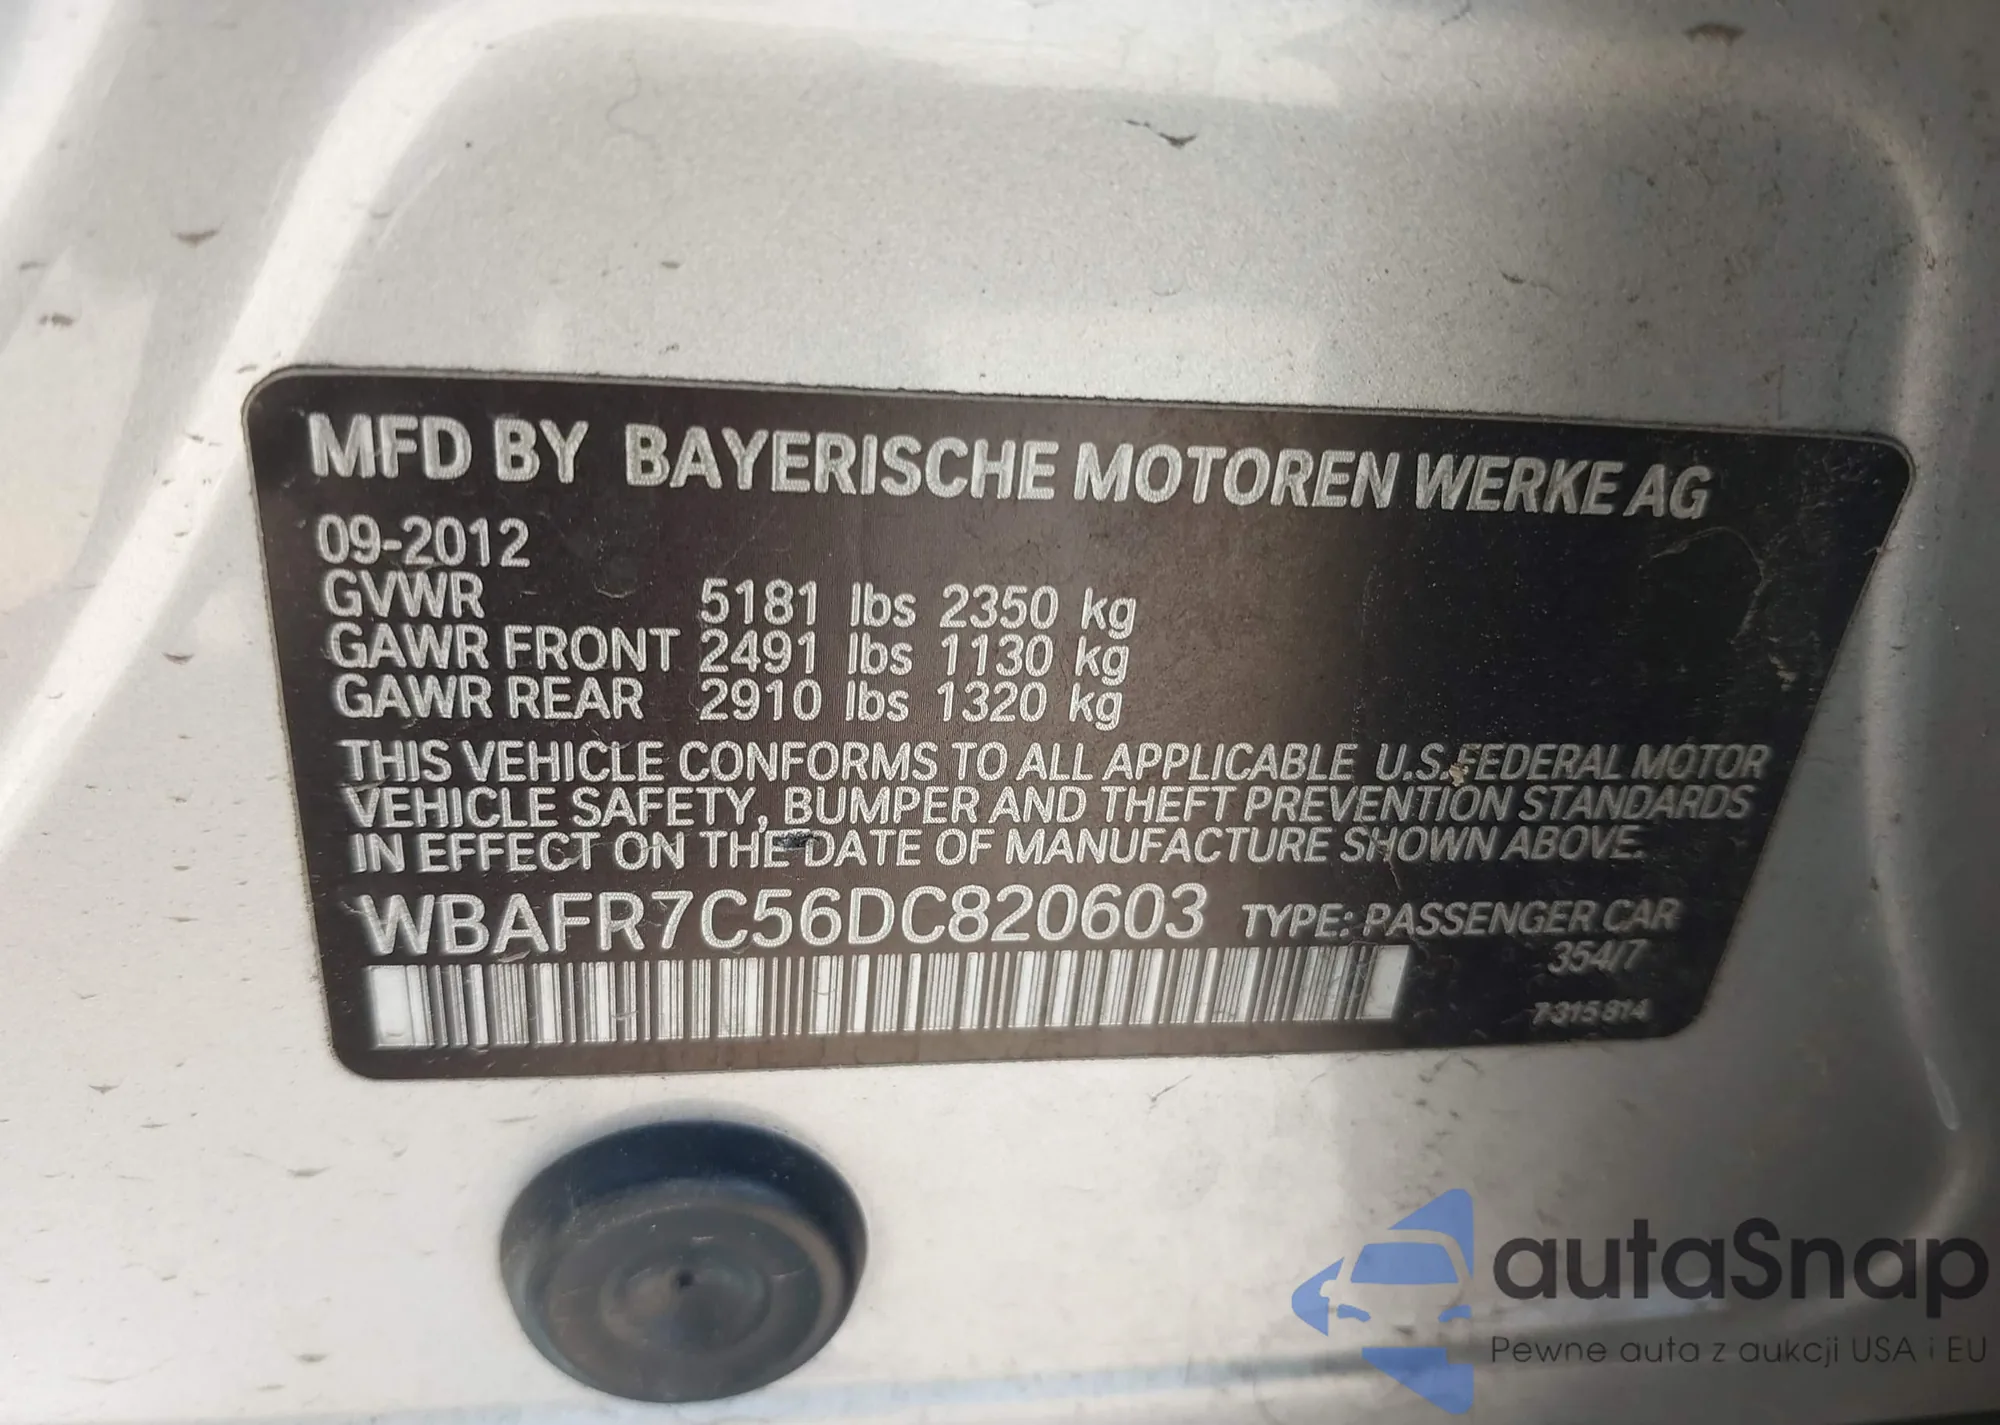 MFD BY BAYERISCHE MOTOREN WERKE AG
09-2012
GVWR 5181 lbs 2350 kg
GAWR FRONT 2491 lbs 1130 kg
GAWR REAR 2910 lbs 1320 kg
THIS VEHICLE CONFORMS TO ALL APPLICABLE U.S. FEDERAL MOTOR
VEHICLE SAFETY, BUMPER AND THEFT PREVENTION STANDARDS
IN EFFECT ON THE DATE OF MANUFACTURE SHOWN ABOVE.
WBAFR7C56DC820603 TYPE: PASSENGER CAR
354/7
7 315 814
autaSnap
Pewne auta z aukcji USA i EU